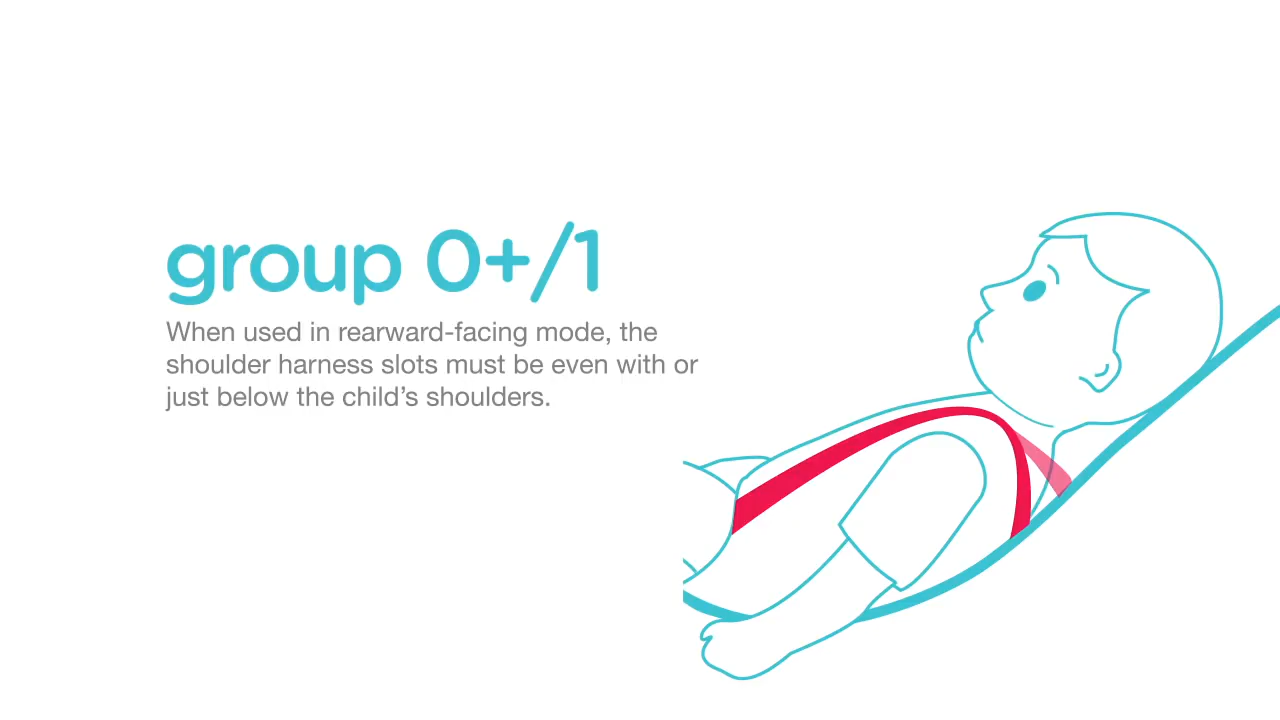 group 0+/1
When used in rearward-facing mode, the
shoulder harness slots must be even with or
just below the child’s shoulders.